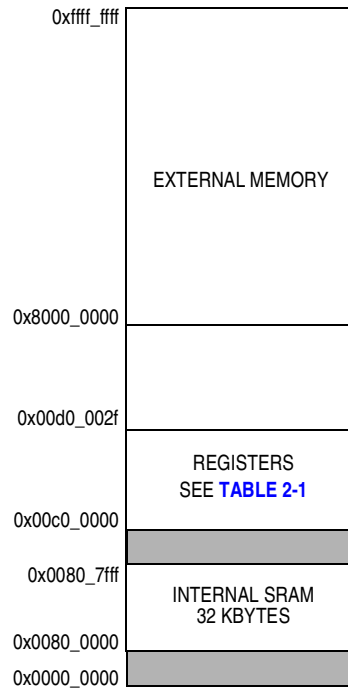 0xffff_ffff
EXTERNAL MEMORY
0x8000_0000
0x00d0_002f
REGISTERS
SEE TABLE 2-1
0x00c0_0000
0x0080_7fff
INTERNAL SRAM
32 KBYTES
0x0080_0000
0x0000_0000